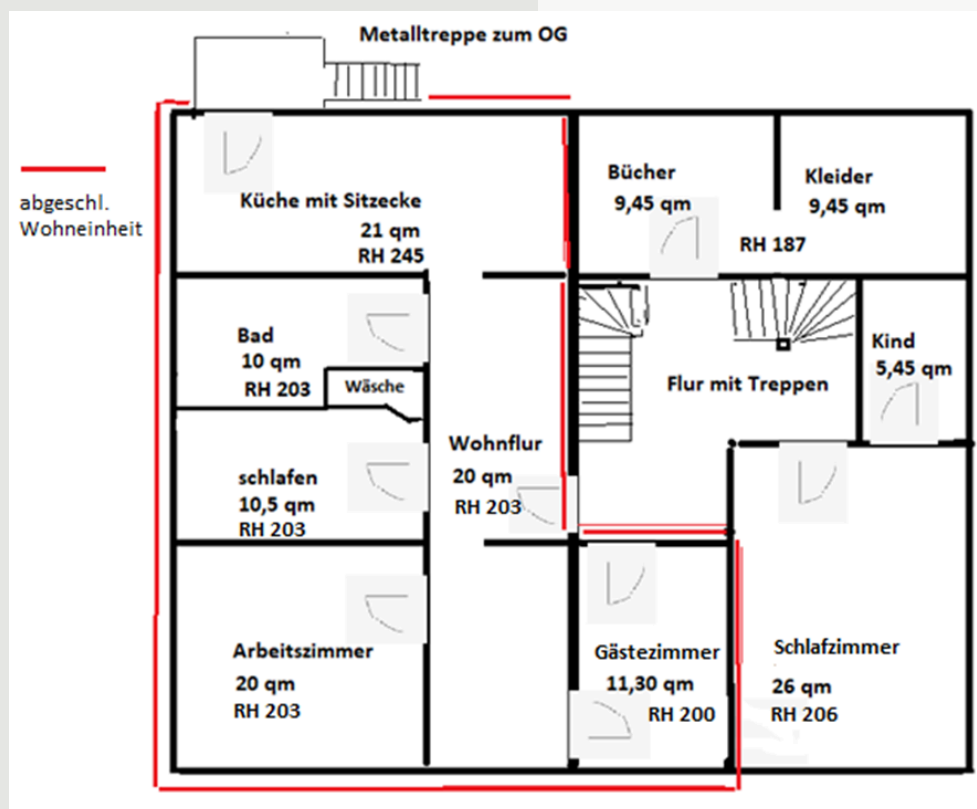 Metalltreppe zum OG
abgeschl.
Wohneinheit
Küche mit Sitzecke
21 qm
RH 245
Bücher
9,45 qm
Kleider
9,45 qm
RH 187
Bad
10 qm
RH 203
Wäsche
Flur mit Treppen
Kind
5,45 qm
schlafen
10,5 qm
RH 203
Wohnflur
20 qm
RH 203
Arbeitszimmer
20 qm
RH 203
Gästezimmer
11,30 qm
RH 200
Schlafzimmer
26 qm
RH 206